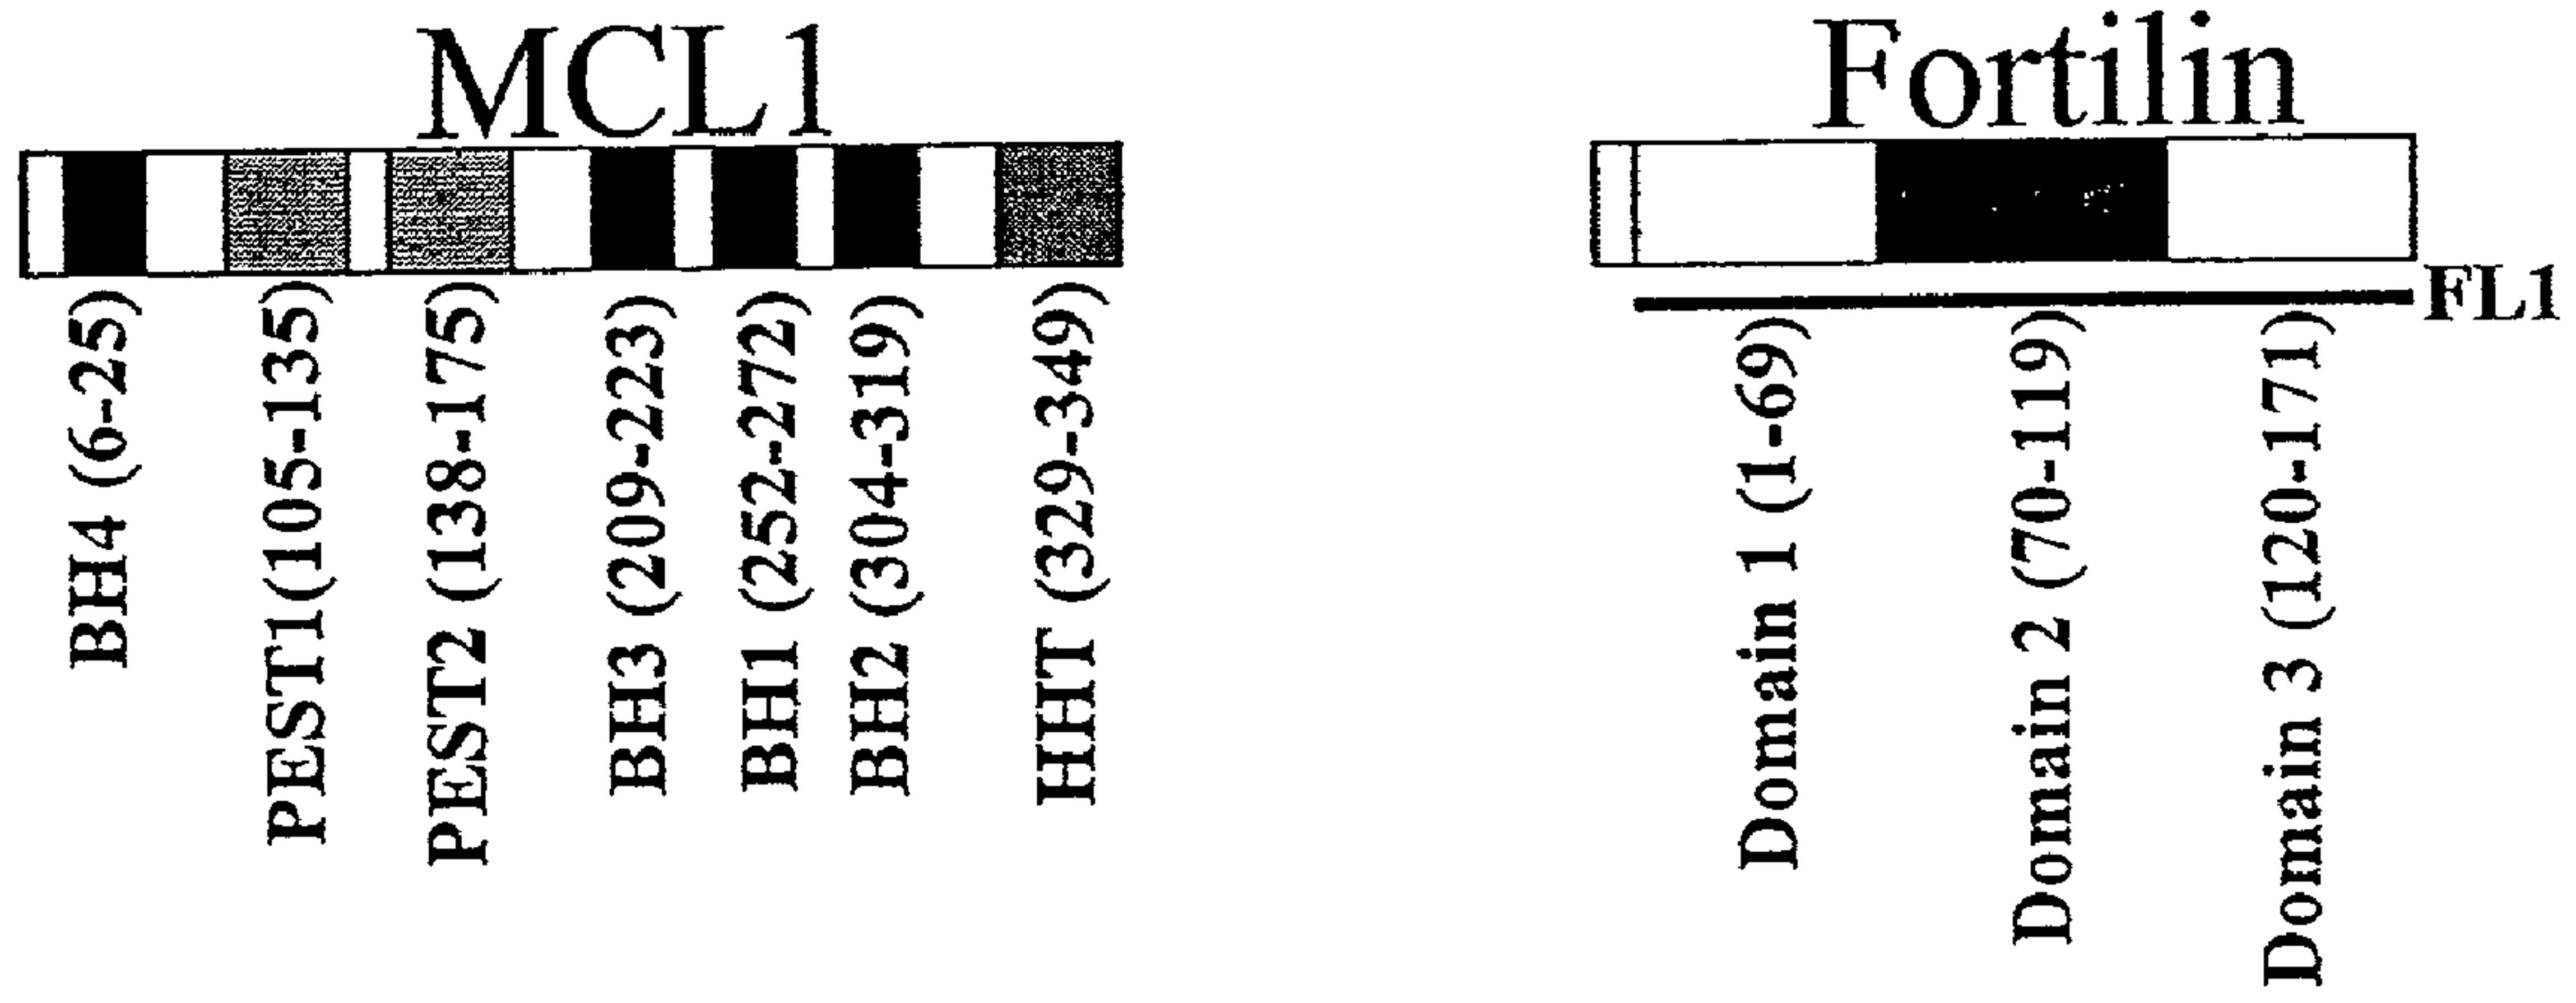 MCL1
BH4 (6-25)
PEST1(105-135)
PEST2 (138-175)
BH3 (209-223)
BH1 (252-272)
BH2 (304-319)
HHT (329-349)
Fortilin
FL1
Domain 1 (1-69)
Domain 2 (70-119)
Domain 3 (120-171)